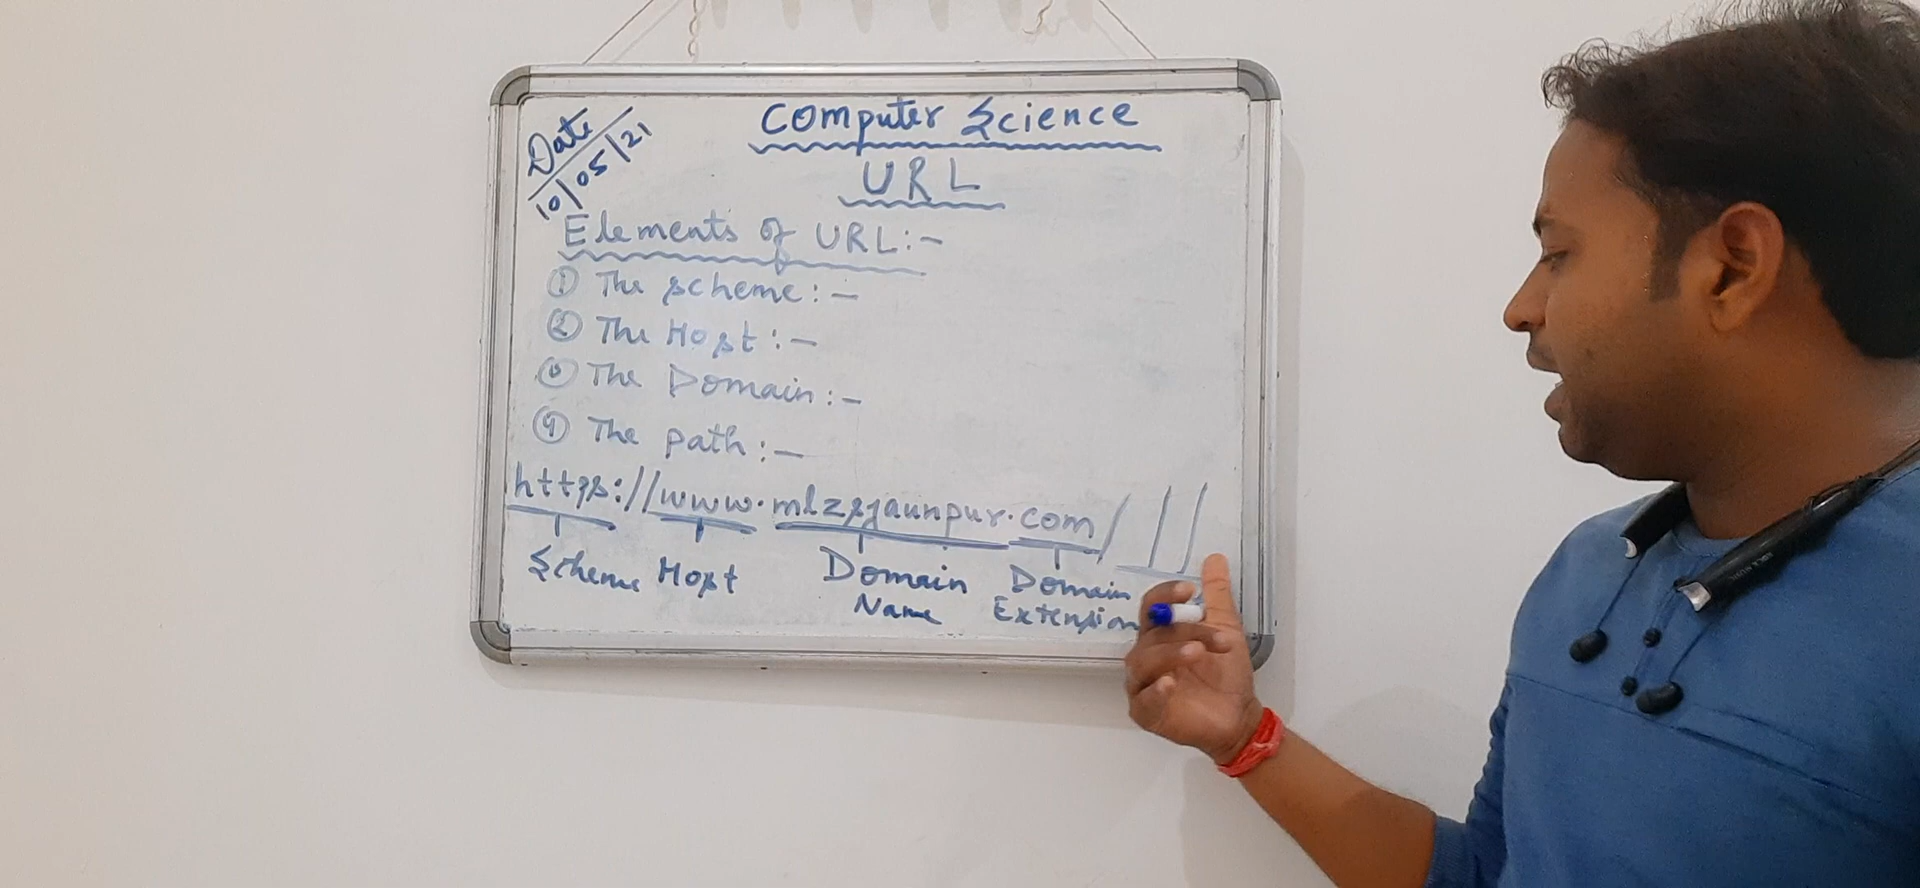 Date
10/05/21
Computer Science
URL
Elements of URL:-
① The scheme:-
② The Host:-
③ The Domain:-
④ The path:-
https://www.mlzsjaunpur.com/ / /
Scheme Host Domain Name Domain Extension